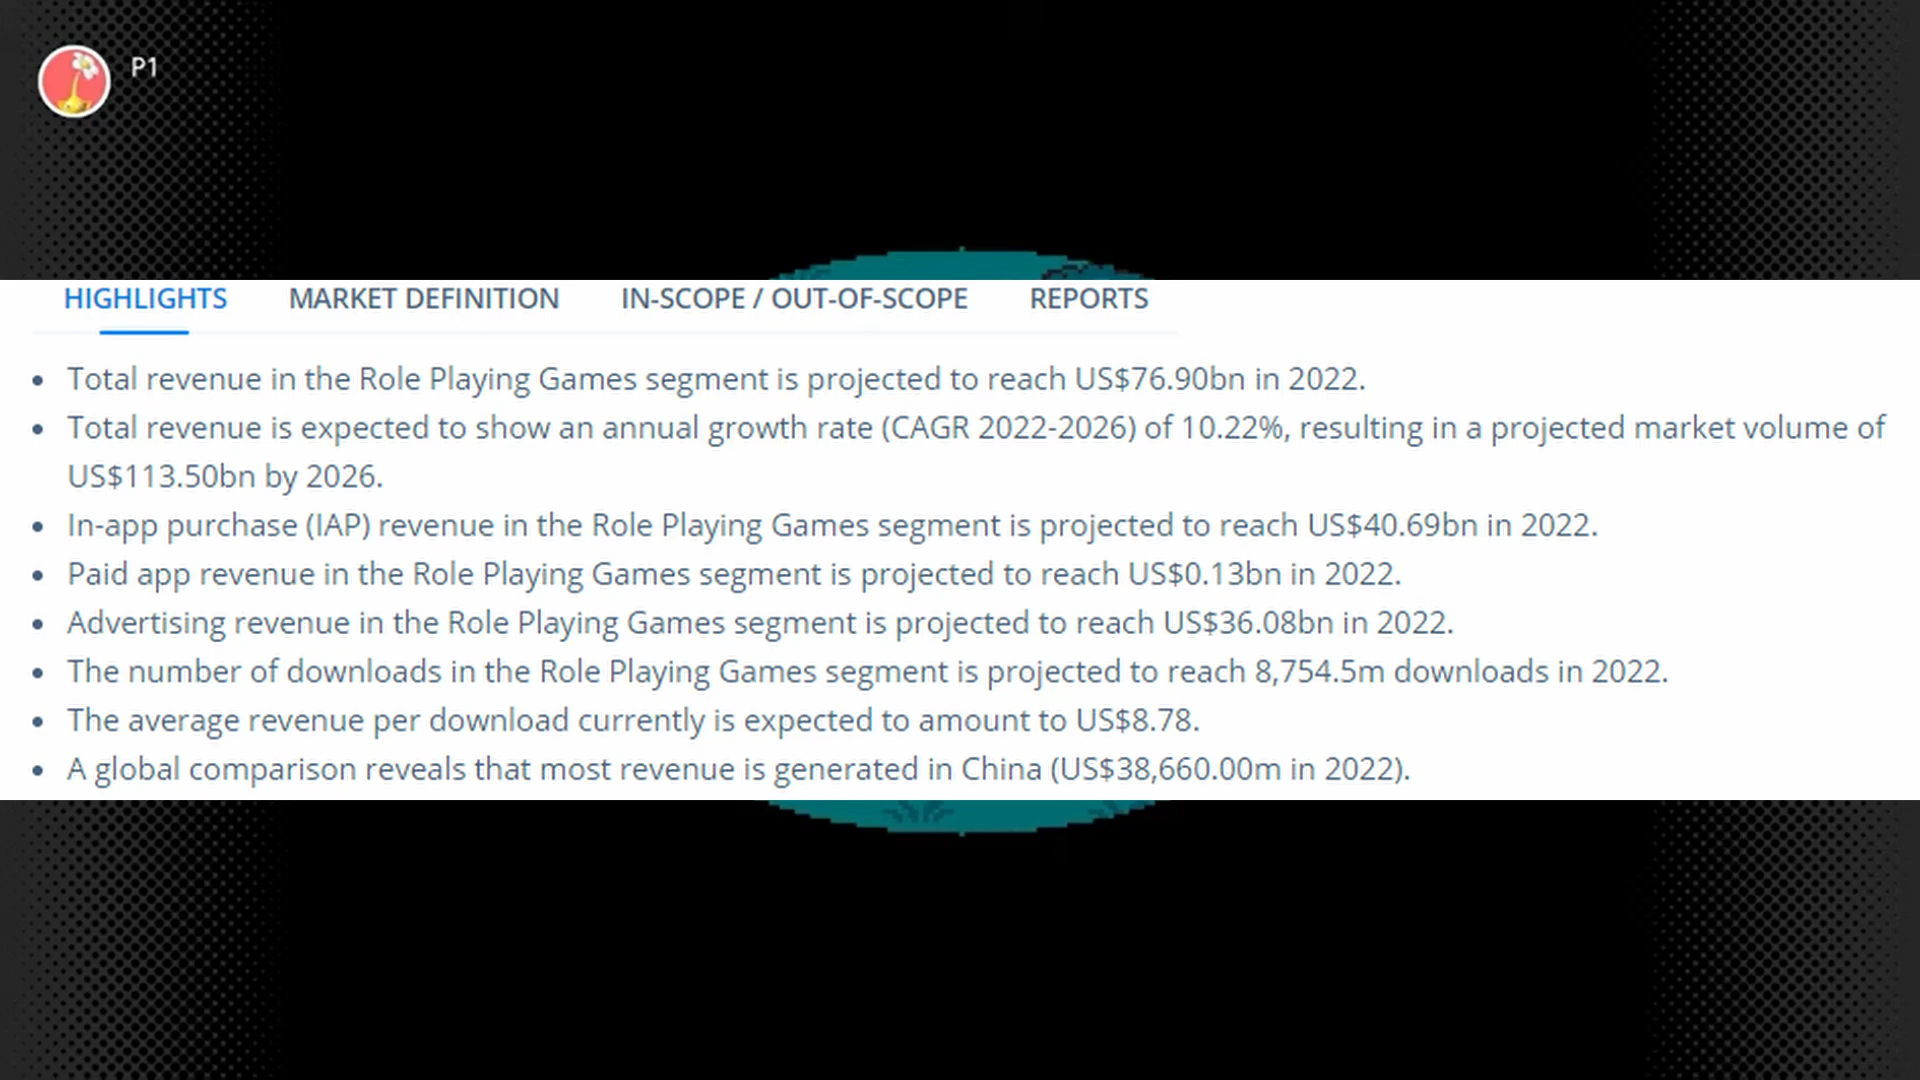 P1
HIGHLIGHTS MARKET DEFINITION IN-SCOPE / OUT-OF-SCOPE REPORTS
• Total revenue in the Role Playing Games segment is projected to reach US$76.90bn in 2022.
• Total revenue is expected to show an annual growth rate (CAGR 2022-2026) of 10.22%, resulting in a projected market volume of
US$113.50bn by 2026.
• In-app purchase (IAP) revenue in the Role Playing Games segment is projected to reach US$40.69bn in 2022.
• Paid app revenue in the Role Playing Games segment is projected to reach US$0.13bn in 2022.
• Advertising revenue in the Role Playing Games segment is projected to reach US$36.08bn in 2022.
• The number of downloads in the Role Playing Games segment is projected to reach 8,754.5m downloads in 2022.
• The average revenue per download currently is expected to amount to US$8.78.
• A global comparison reveals that most revenue is generated in China (US$38,660.00m in 2022).